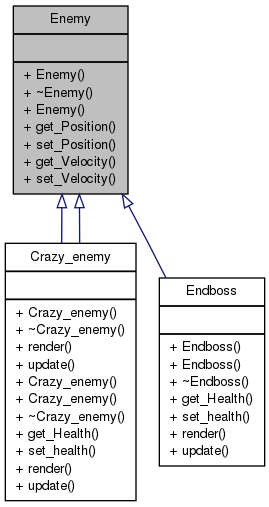 Enemy
+ Enemy()
+ ~Enemy()
+ Enemy()
+ get_Position()
+ set_Position()
+ get_Velocity()
+ set_Velocity()
Crazy_enemy
+ Crazy_enemy()
+ ~Crazy_enemy()
+ render()
+ update()
+ Crazy_enemy()
+ Crazy_enemy()
+ ~Crazy_enemy()
+ get_Health()
+ set_health()
+ render()
+ update()
Endboss
+ Endboss()
+ Endboss()
+ ~Endboss()
+ get_Health()
+ set_health()
+ render()
+ update()